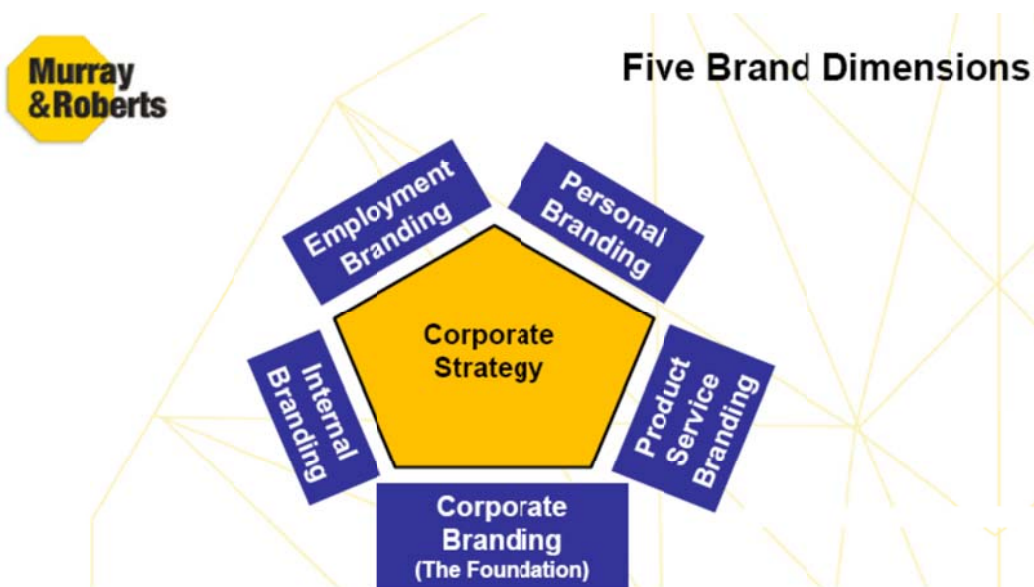 Murray
&Roberts
Five Brand Dimensions
Employment
Branding
Personal
Branding
Corporate
Strategy
Internal
Branding
Product
Service
Branding
Corporate
Branding
(The Foundation)